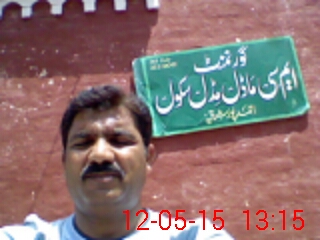 گورنمنٹ
ایم سی ماڈل مڈل سکول
12-05-15 13:15